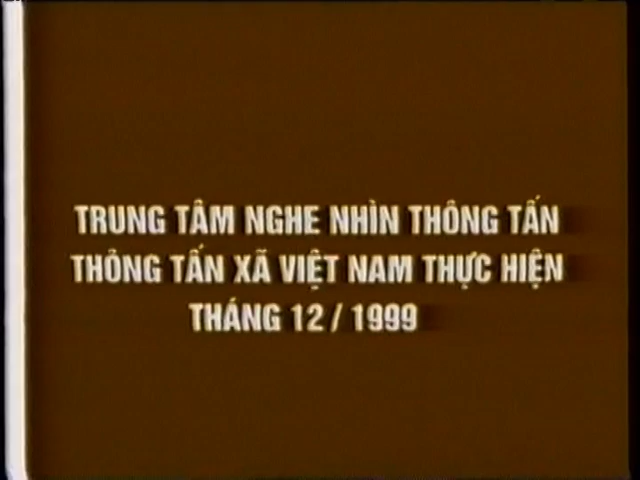 TRUNG TÂM NGHE NHÌN THÔNG TẤN
THÔNG TẤN XÃ VIỆT NAM THỰC HIỆN
THÁNG 12 / 1999